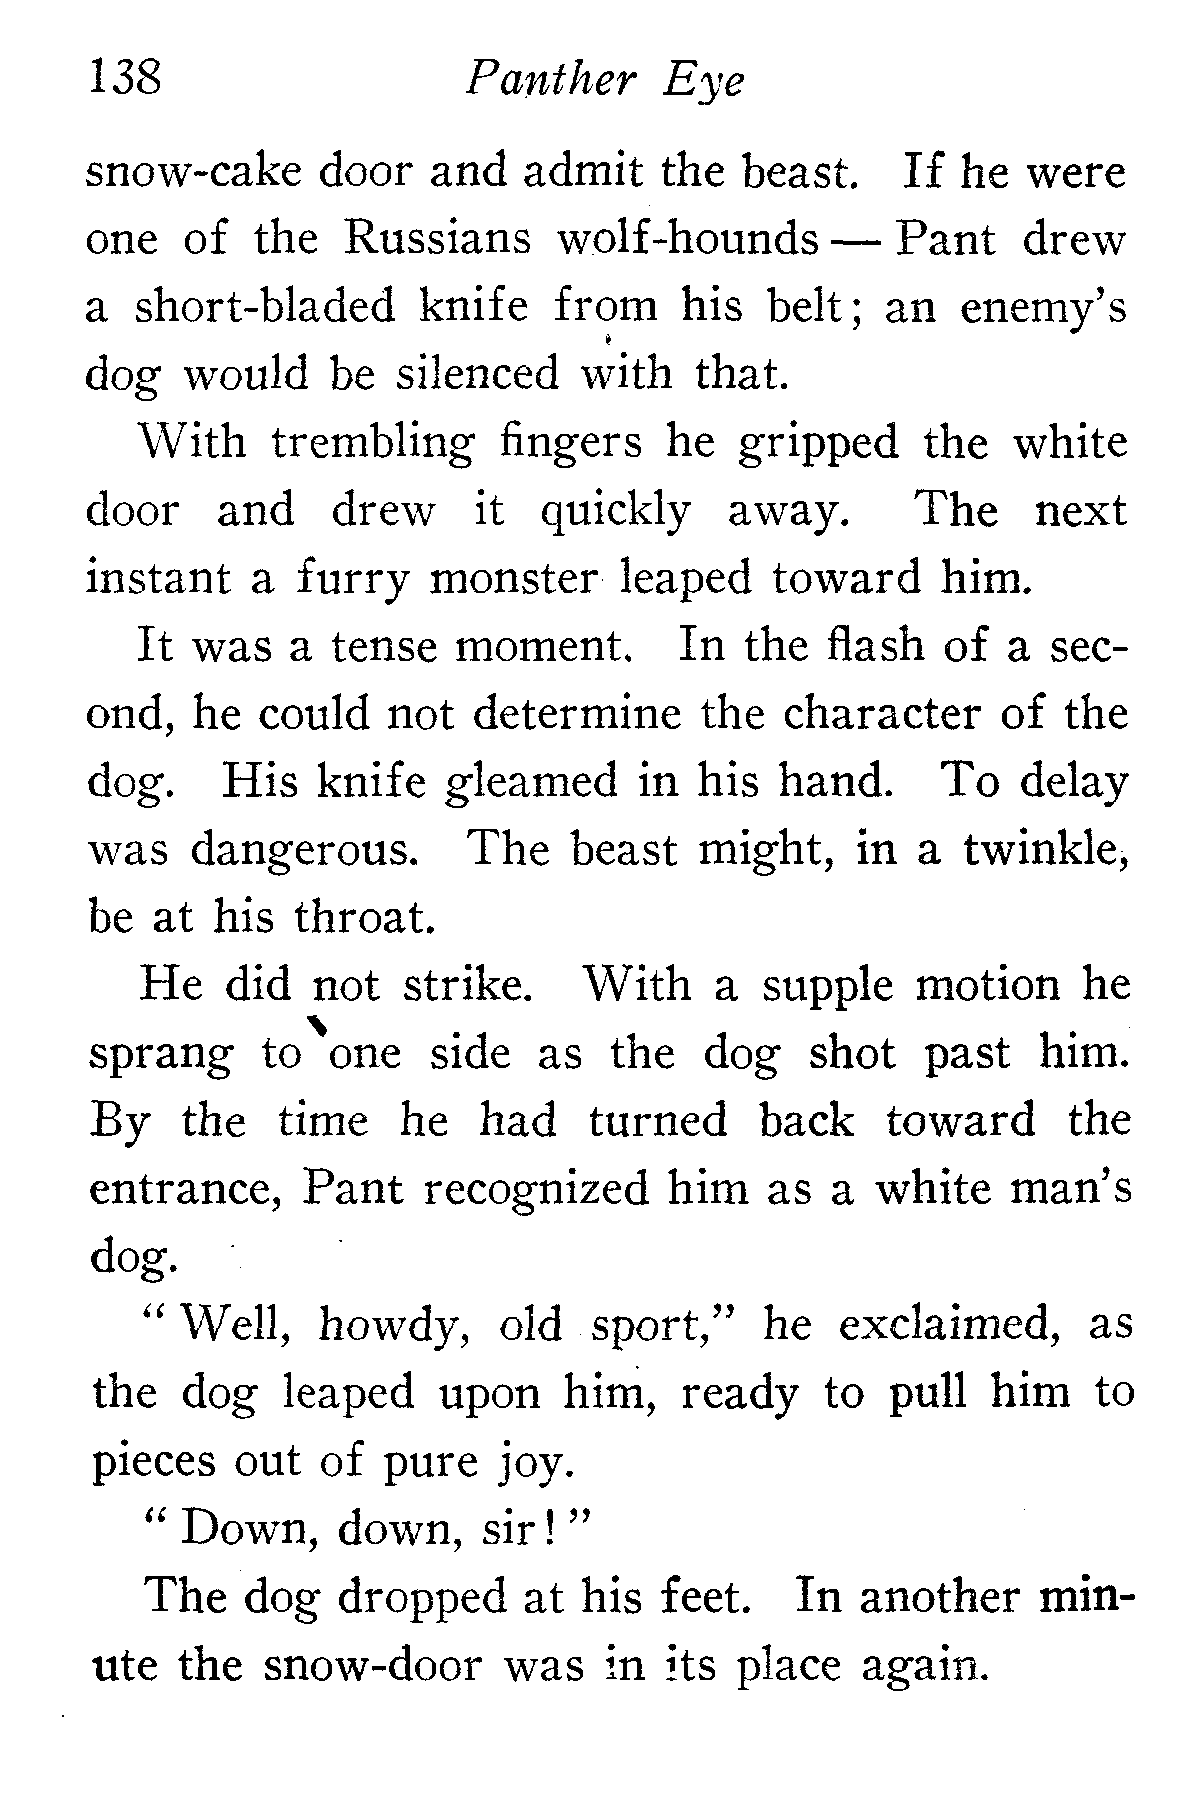 138 Panther Eye
snow-cake door and admit the beast. If he were
one of the Russians wolf-hounds — Pant drew
a short-bladed knife from his belt; an enemy's
dog would be silenced with that.
With trembling fingers he gripped the white
door and drew it quickly away. The next
instant a furry monster leaped toward him.
It was a tense moment. In the flash of a sec-
ond, he could not determine the character of the
dog. His knife gleamed in his hand. To delay
was dangerous. The beast might, in a twinkle,
be at his throat.
He did not strike. With a supple motion he
sprang to one side as the dog shot past him.
By the time he had turned back toward the
entrance, Pant recognized him as a white man's
dog.
" Well, howdy, old sport," he exclaimed, as
the dog leaped upon him, ready to pull him to
pieces out of pure joy.
" Down, down, sir! "
The dog dropped at his feet. In another min-
ute the snow-door was in its place again.